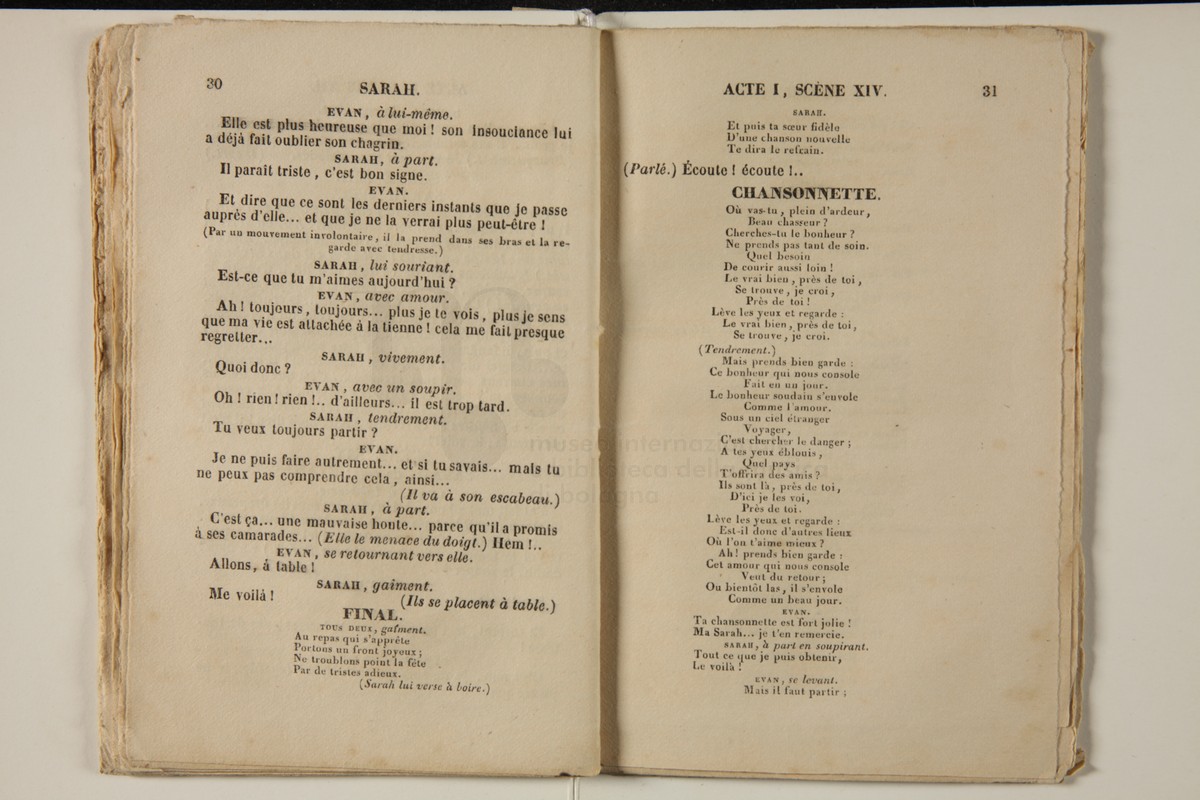 30
SARAH.
EVAN, à lui-même.
Elle est plus heureuse que moi ! son insouciance lui
a déjà fait oublier son chagrin.
SARAH, à part.
Il paraît triste, c'est bon signe.
EVAN.
Et dire que ce sont les derniers instants que je passe
auprès d'elle... et que je ne la verrai plus peut-être !
(Par un mouvement involontaire, il la prend dans ses bras et la re-
garde avec tendresse.)
SARAH, lui souriant.
Est-ce que tu m'aimes aujourd'hui ?
EVAN, avec amour.
Ah ! toujours, toujours... plus je te vois, plus je sens
que ma vie est attachée à la tienne ! cela me fait presque
regretter...
SARAH, vivement.
Quoi donc ?
EVAN, avec un soupir.
Oh ! rien ! rien !.. d'ailleurs... il est trop tard.
SARAH, tendrement.
Tu veux toujours partir ?
EVAN.
Je ne puis faire autrement... et si tu savais... mais tu
ne peux pas comprendre cela, ainsi...
(Il va à son escabeau.)
SARAH, à part.
C'est ça... une mauvaise honte... parce qu'il a promis
à ses camarades... (Elle le menace du doigt.) Hem !..
EVAN, se retournant vers elle.
Allons, à table !
SARAH, gaîment.
Me voilà !
(Ils se placent à table.)
FINAL.
TOUS DEUX, gaîment.
Au repas qui s'apprête
Portons un front joyeux ;
Ne troublons point la fête
Par de tristes adieux.
(Sarah lui verse à boire.)
ACTE I, SCÈNE XIV.
31
SARAH.
Et puis ta sœur fidèle
D'une chanson nouvelle
Te dira le refrain.
(Parlé.) Écoute ! écoute !..
CHANSONNETTE.
Où vas-tu, plein d'ardeur,
Beau chasseur ?
Cherches-tu le bonheur ?
Ne prends pas tant de soin.
Quel besoin
De courir aussi loin !
Le vrai bien, près de toi,
Se trouve, je croi,
Près de toi !
Lève les yeux et regarde :
Le vrai bien, près de toi,
Se trouve, je croi.
(Tendrement.)
Mais prends bien garde :
Ce bonheur qui nous console
Fait en un jour.
Le bonheur soudain s'envole
Comme l'amour.
Sous un ciel étranger
Voyager,
C'est chercher le danger ;
A tes yeux éblouis,
Quel pays
T'offrira des amis ?
Ils sont là, près de toi,
D'ici je les voi,
Près de toi.
Lève les yeux et regarde :
Est-il donc d'autres lieux
Où l'on t'aime mieux ?
Ah ! prends bien garde :
Cet amour qui nous console
Veut du retour ;
Ou bientôt las, il s'envole
Comme un beau jour.
EVAN.
Ta chansonnette est fort jolie !
Ma Sarah... je t'en remercie.
SARAH, à part en soupirant.
Tout ce que je puis obtenir,
Le voilà !
EVAN, se levant.
Mais il faut partir ;